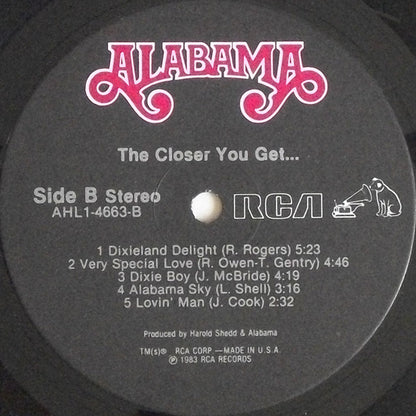 ALABAMA
The Closer You Get...
Side B Stereo
AHL1-4663-B
RCA
1 Dixieland Delight (R. Rogers) 5:23
2 Very Special Love (R. Owen-T. Gentry) 4:46
3 Dixie Boy (J. McBride) 4:19
4 Alabama Sky (L. Shell) 3:16
5 Lovin' Man (J. Cook) 2:32
Produced by Harold Shedd & Alabama
TM(s)® RCA CORP —MADE IN U.S.A.
Ⓟ1983 RCA RECORDS